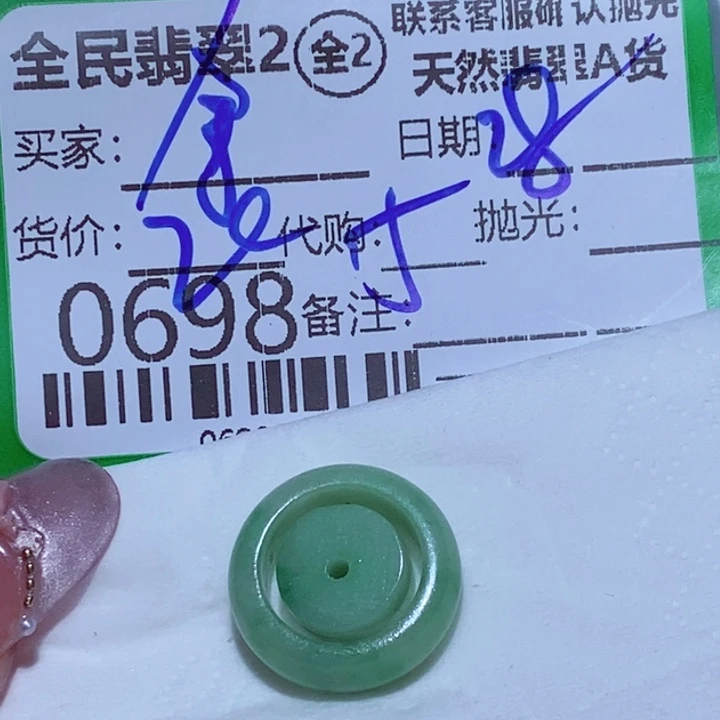 全民翡翠2 全2
联系客服确认抛光
天然翡翠A货
买家: 日期: 28
货价: 代购: 抛光:
0698 备注: